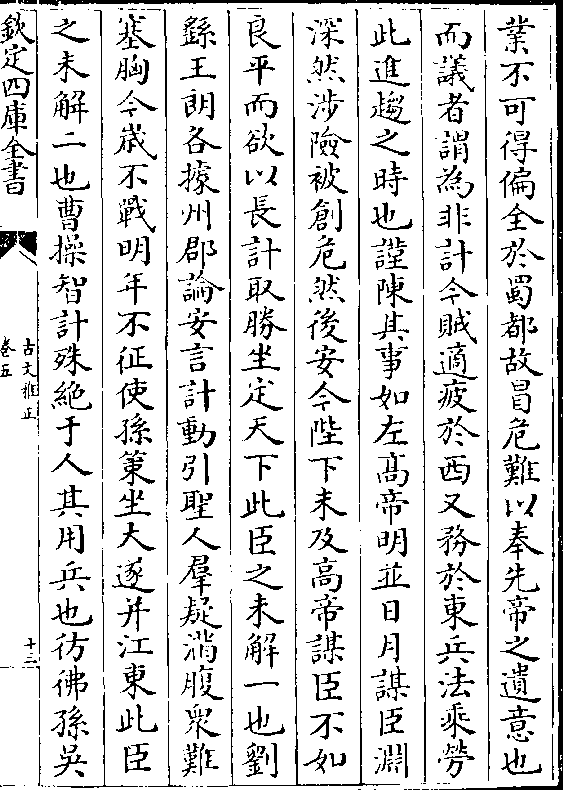 業不可得偏全於蜀都故冒危難以奉先帝之遺意也
而議者謂為非計今賊適疲於西又務於東兵法乗勞
此進趨之時也謹陳其事如左髙帝明並日月謀臣淵
深然涉險被創危然後安今陛下未及高帝謀臣不如
良平而欲以長計取勝坐定天下此臣之未解一也劉
繇王朗各據州郡論安言計動引聖人羣疑滿腹衆難
塞胸今歳不戰明年不征使孫策坐大遂并江東此臣
之未解二也曹操智計殊絶于人其用兵也彷彿孫吳
欽定四庫全書
古文雅正
卷五
十三